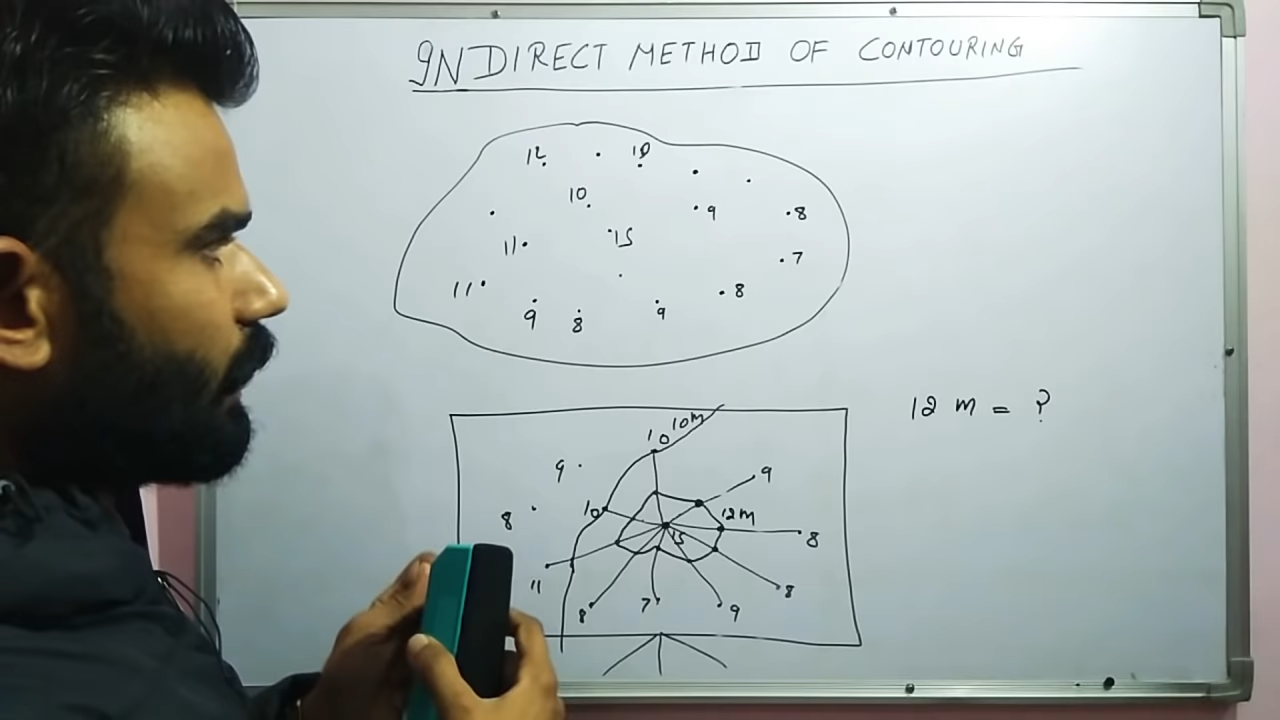 INDIRECT METHOD OF CONTOURING
12 10
10
9 8
11 15
7
11
8
9 8 9
12 m = ?
10m
10
9
9
10
12m
8
15
8
11
8
8 7 9